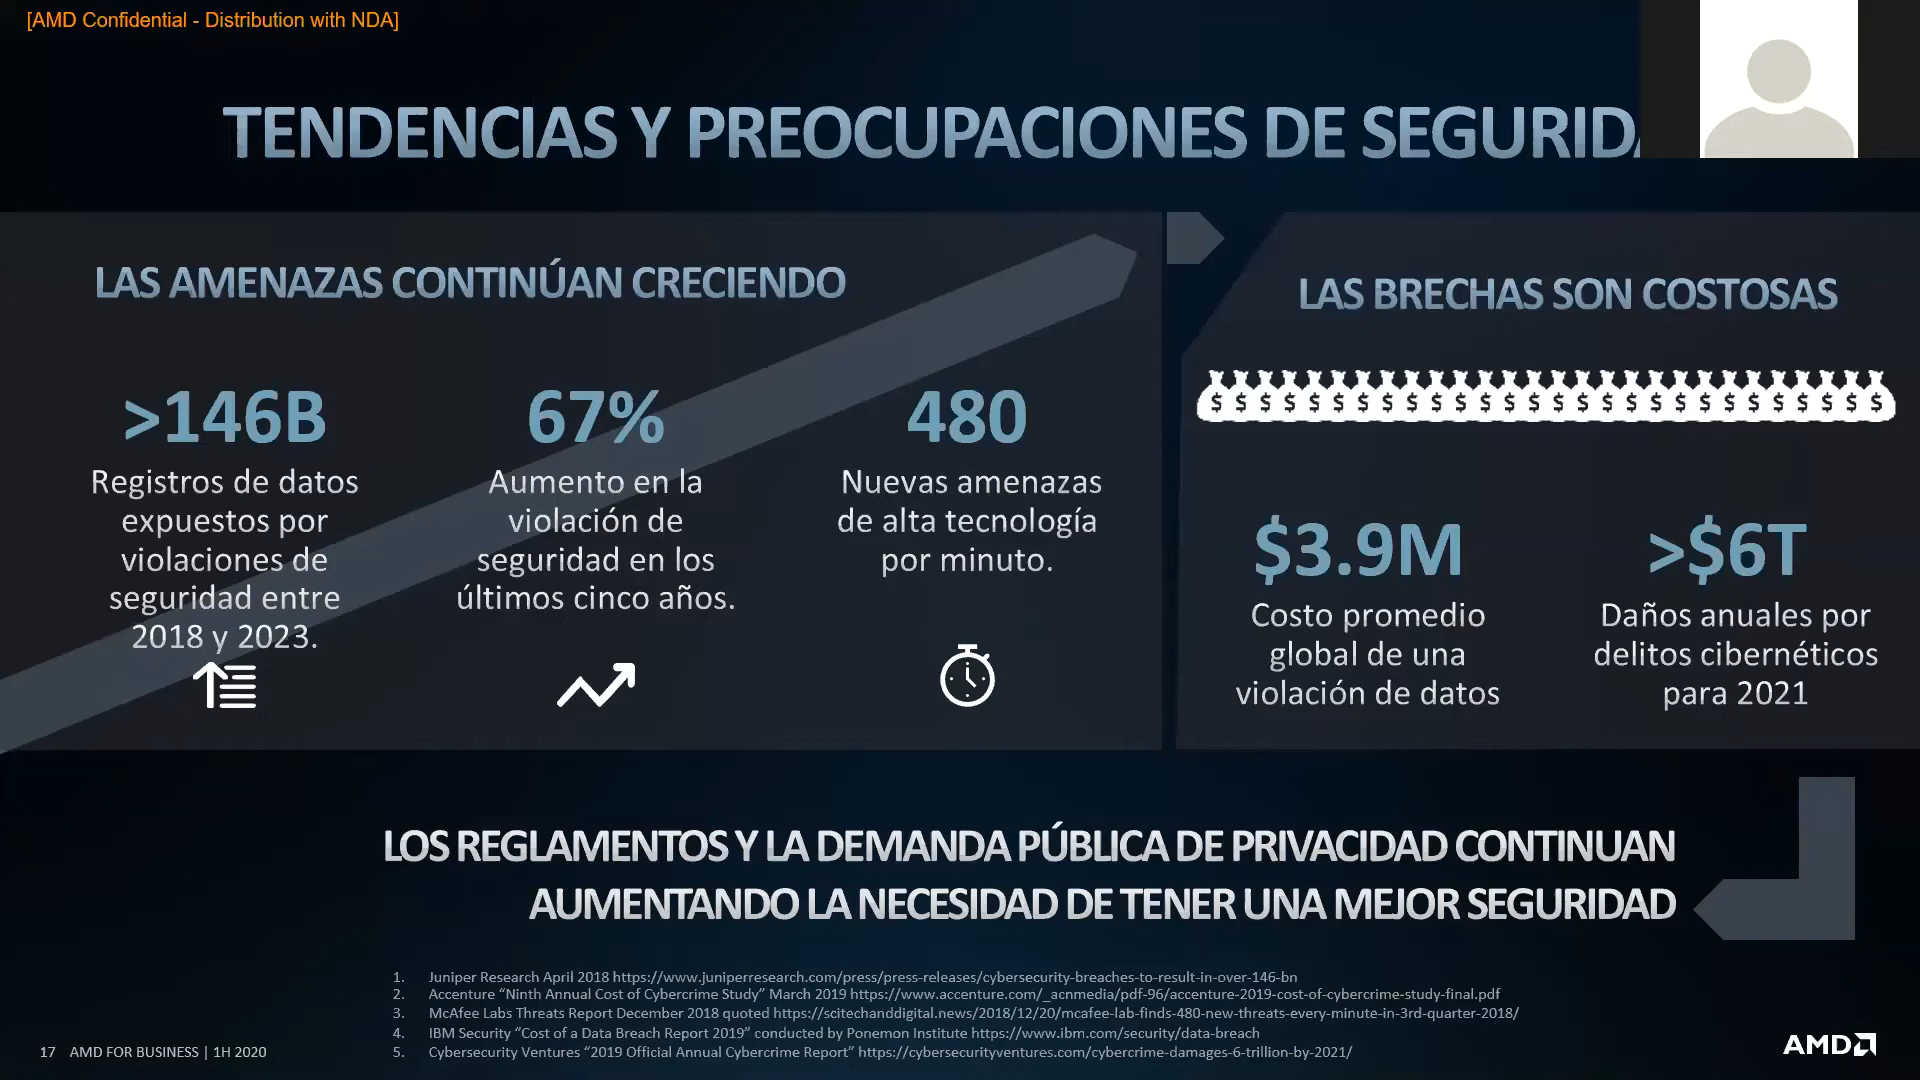 [AMD Confidential - Distribution with NDA]
TENDENCIAS Y PREOCUPACIONES DE
LAS AMENAZAS CONTINÚAN CRECIENDO
>146B
Registros de datos
expuestos por
violaciones de
seguridad entre
2018 y 2023.
67%
Aumento en la
violación de
seguridad en los
últimos cinco años.
480
Nuevas amenazas
de alta tecnología
por minuto.
LAS BRECHAS SON COSTOSAS
$ $ $ $ $ $ $ $ $ $ $ $ $ $ $ $ $ $ $ $ $ $ $ $ $ $ $ $
$3.9M
Costo promedio
global de una
violación de datos
>$6T
Daños anuales por
delitos cibernéticos
para 2021
LOS REGLAMENTOS Y LA DEMANDA PÚBLICA DE PRIVACIDAD CONTINUAN
AUMENTANDO LA NECESIDAD DE TENER UNA MEJOR SEGURIDAD
1. Juniper Research April 2018 https://www.juniperresearch.com/press/press-releases/cybersecurity-breaches-to-result-in-over-146-bn
2. Accenture “Ninth Annual Cost of Cybercrime Study” March 2019 https://www.accenture.com/_acnmedia/pdf-96/accenture-2019-cost-of-cybercrime-study-final.pdf
3. McAfee Labs Threats Report December 2018 quoted https://scitechanddigital.news/2018/12/20/mcafee-lab-finds-480-new-threats-every-minute-in-3rd-quarter-2018/
4. IBM Security “Cost of a Data Breach Report 2019” conducted by Ponemon Institute https://www.ibm.com/security/data-breach
5. Cybersecurity Ventures “2019 Official Annual Cybercrime Report” https://cybersecurityventures.com/cybercrime-damages-6-trillion-by-2021/
17 AMD FOR BUSINESS | 1H 2020
AMD